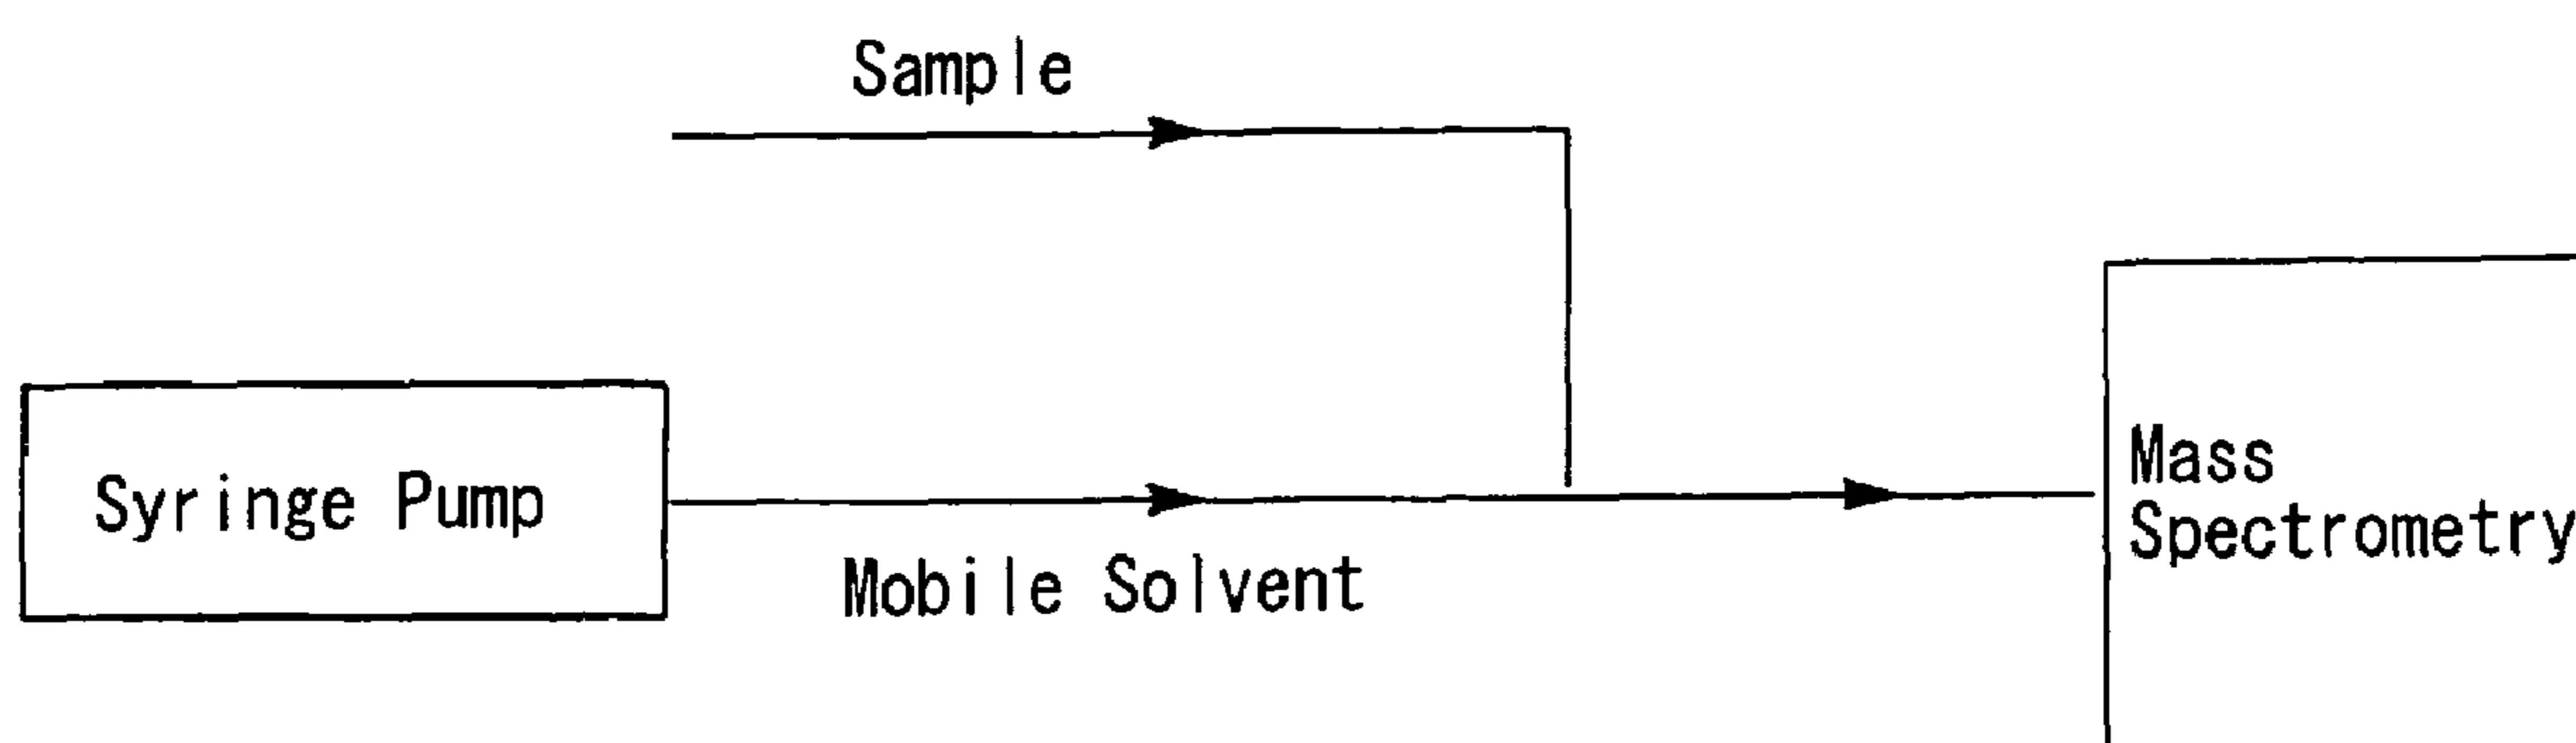 Sample
Syringe Pump
Mobile Solvent
Mass
Spectrometry